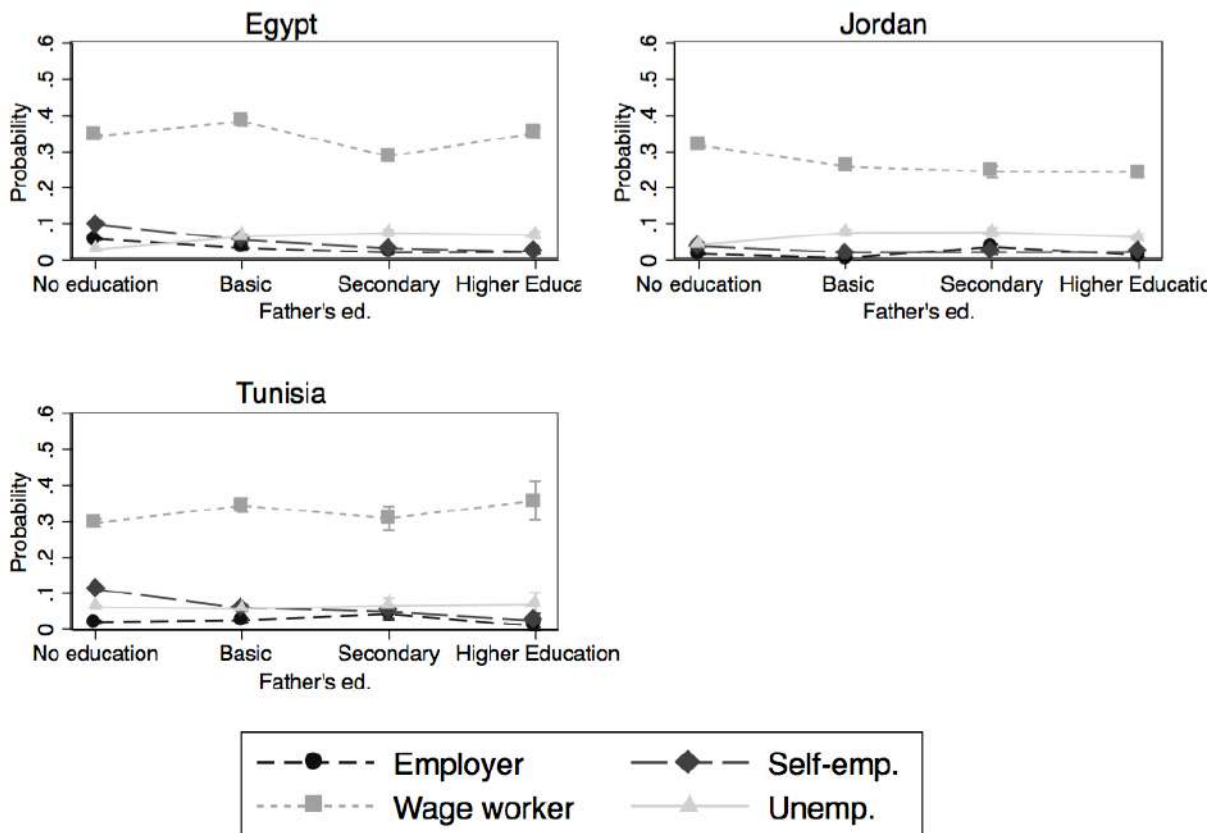 Egypt
Probability
.6
.5
.4
.3
.2
.1
0
No education Basic Secondary Higher Educa
Father's ed.
Jordan
Probability
.6
.5
.4
.3
.2
.1
0
No education Basic Secondary Higher Educatio
Father's ed.
Tunisia
Probability
.6
.5
.4
.3
.2
.1
0
No education Basic Secondary Higher Education
Father's ed.
Employer Self-emp.
Wage worker Unemp.